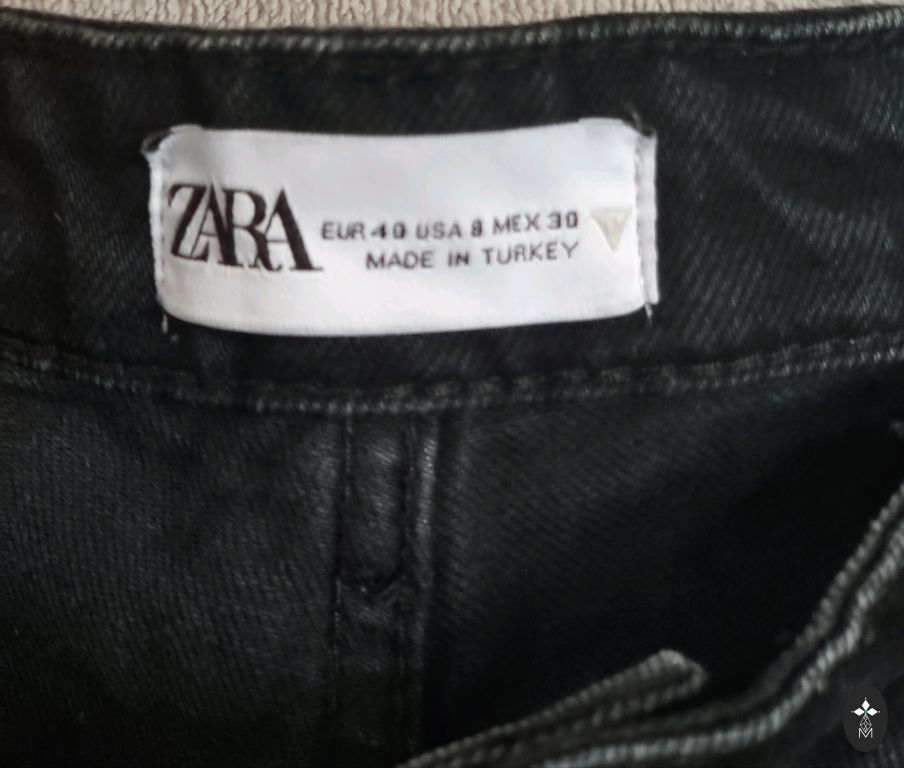 ZARA
EUR 40 USA 8 MEX 30
MADE IN TURKEY
M